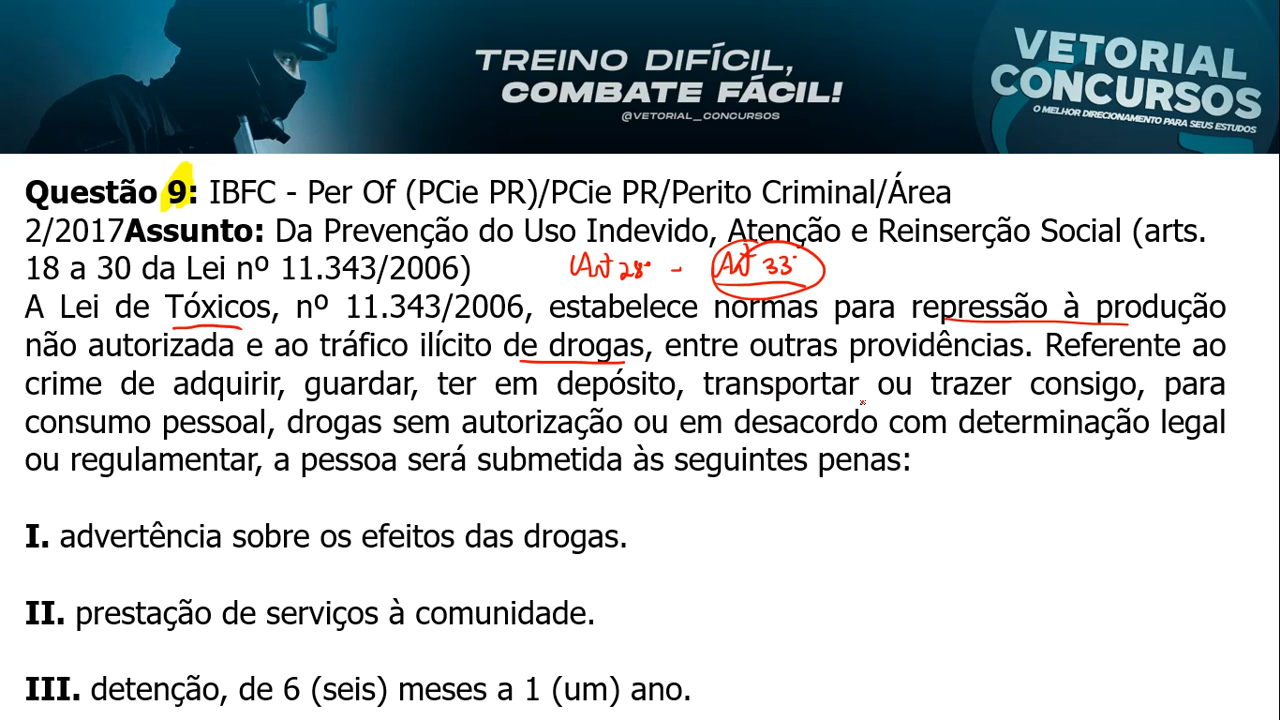 TREINO DIFÍCIL,
COMBATE FÁCIL!
@VETORIAL_CONCURSOS
VETORIAL
CONCURSOS
O MELHOR DIRECIONAMENTO PARA SEUS ESTUDOS
Questão 9: IBFC - Per Of (PCie PR)/PCie PR/Perito Criminal/Área
2/2017Assunto: Da Prevenção do Uso Indevido, Atenção e Reinserção Social (arts.
18 a 30 da Lei nº 11.343/2006)
Art 28° - Art 33°
A Lei de Tóxicos, nº 11.343/2006, estabelece normas para repressão à produção
não autorizada e ao tráfico ilícito de drogas, entre outras providências. Referente ao
crime de adquirir, guardar, ter em depósito, transportar ou trazer consigo, para
consumo pessoal, drogas sem autorização ou em desacordo com determinação legal
ou regulamentar, a pessoa será submetida às seguintes penas:
I. advertência sobre os efeitos das drogas.
II. prestação de serviços à comunidade.
III. detenção, de 6 (seis) meses a 1 (um) ano.